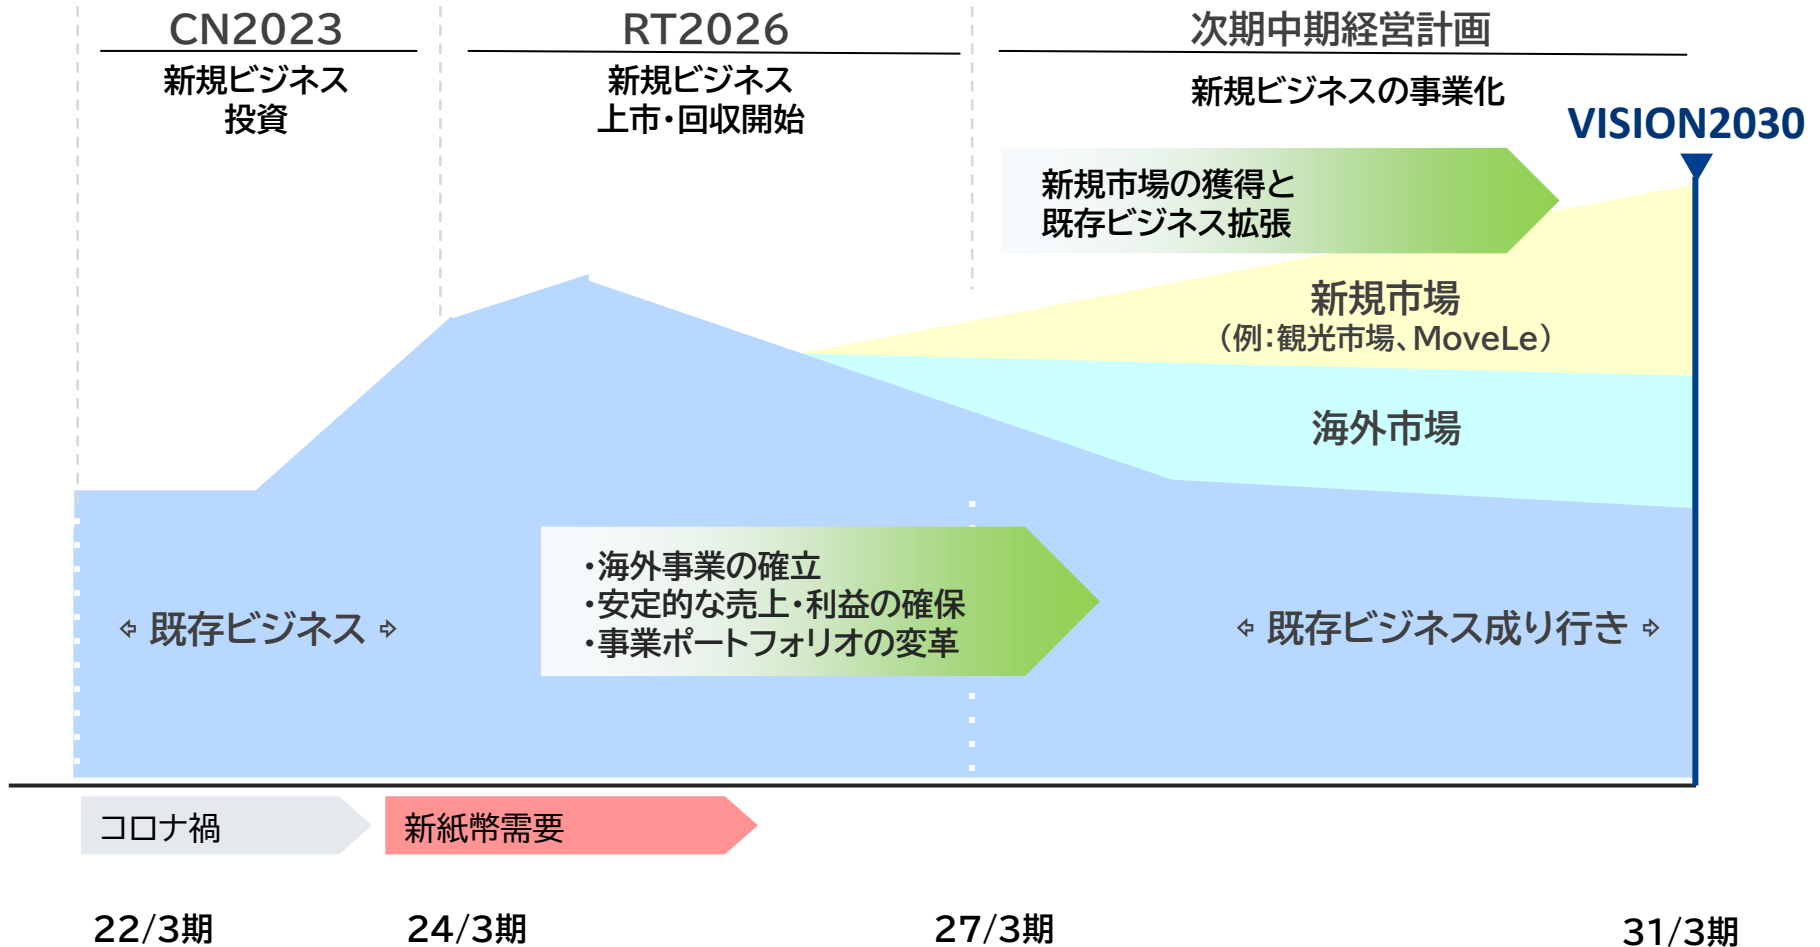 CN2023
新規ビジネス
投資
RT2026
新規ビジネス
上市・回収開始
次期中期経営計画
新規ビジネスの事業化
VISION2030
新規市場の獲得と
既存ビジネス拡張
新規市場
（例：観光市場、MoveLe）
海外市場
・海外事業の確立
・安定的な売上・利益の確保
・事業ポートフォリオの変革
既存ビジネス
既存ビジネス成り行き
コロナ禍
新紙幣需要
22/3期
24/3期
27/3期
31/3期